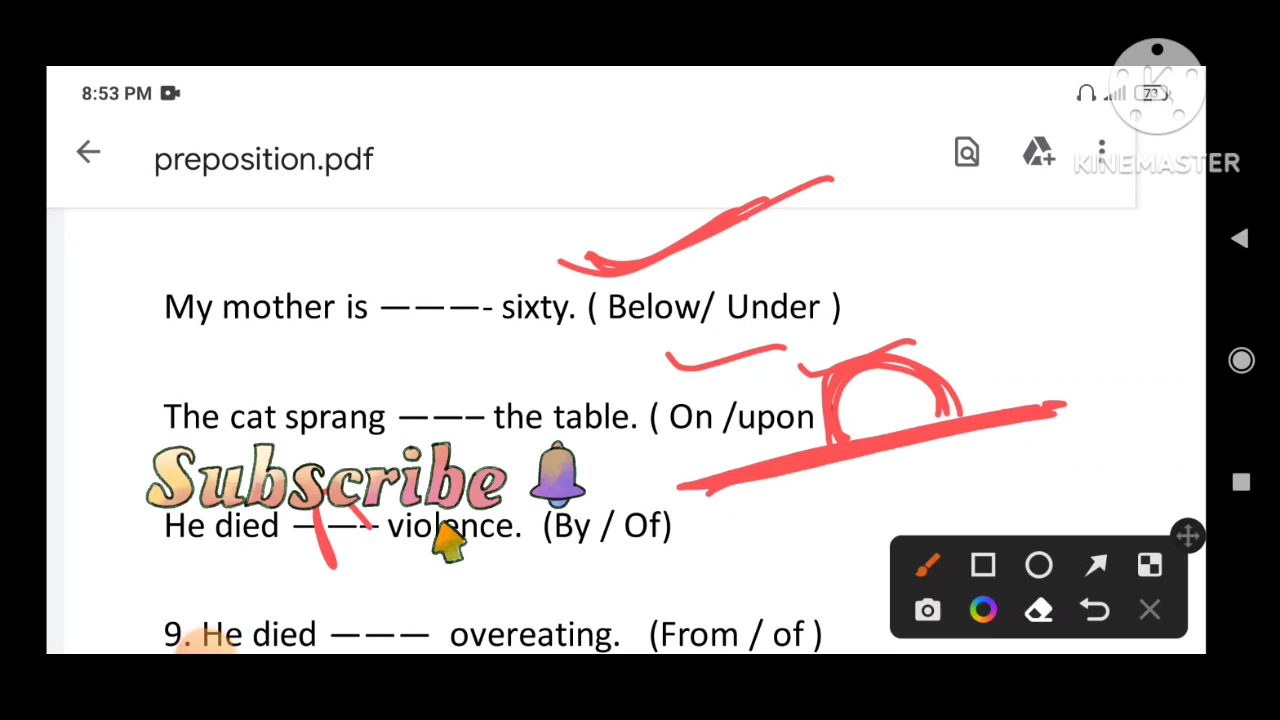 8:53 PM
73
preposition.pdf
KINEMASTER
My mother is ————- sixty. ( Below/ Under )
The cat sprang ——–– the table. ( On /upon
Subscribe
He died ——–– violence. (By / Of)
9. He died ——— overeating. (From / of )